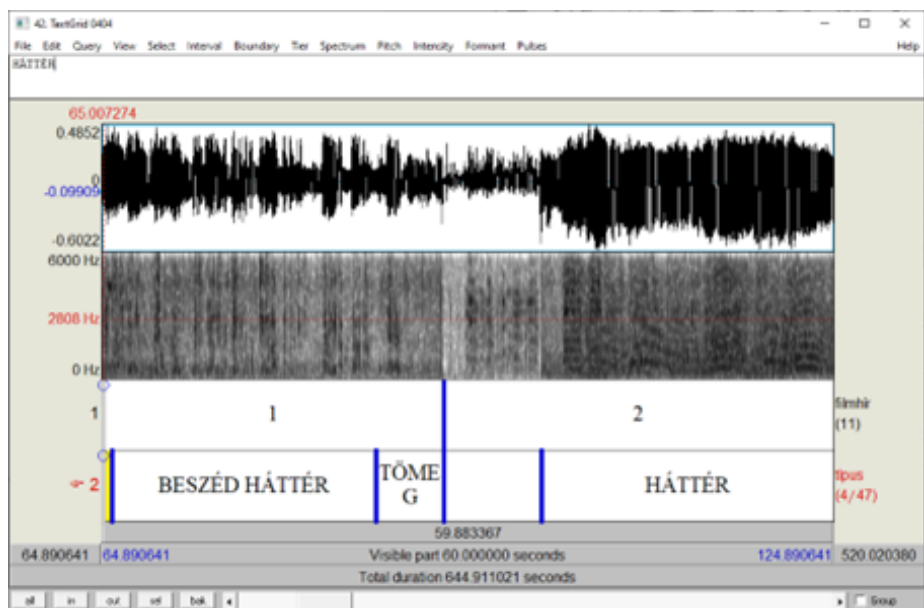 42. TextGrid 0404
File Edit Query View Select Interval Boundary Tier Spectrum Pitch Intensity Formant Pulses Help
HÁTTÉR
65.007274
0.4852
0
-0.09909
-0.6022
6000 Hz
2808 Hz
0 Hz
1 1 2 filmhír
(11)
2 BESZÉD HÁTTÉR TÖME
G HÁTTÉR típus
(4/47)
59.883367
64.890641 64.890641 Visible part 60.000000 seconds 124.890641 520.020380
Total duration 644.911021 seconds
all in out sel bak Group